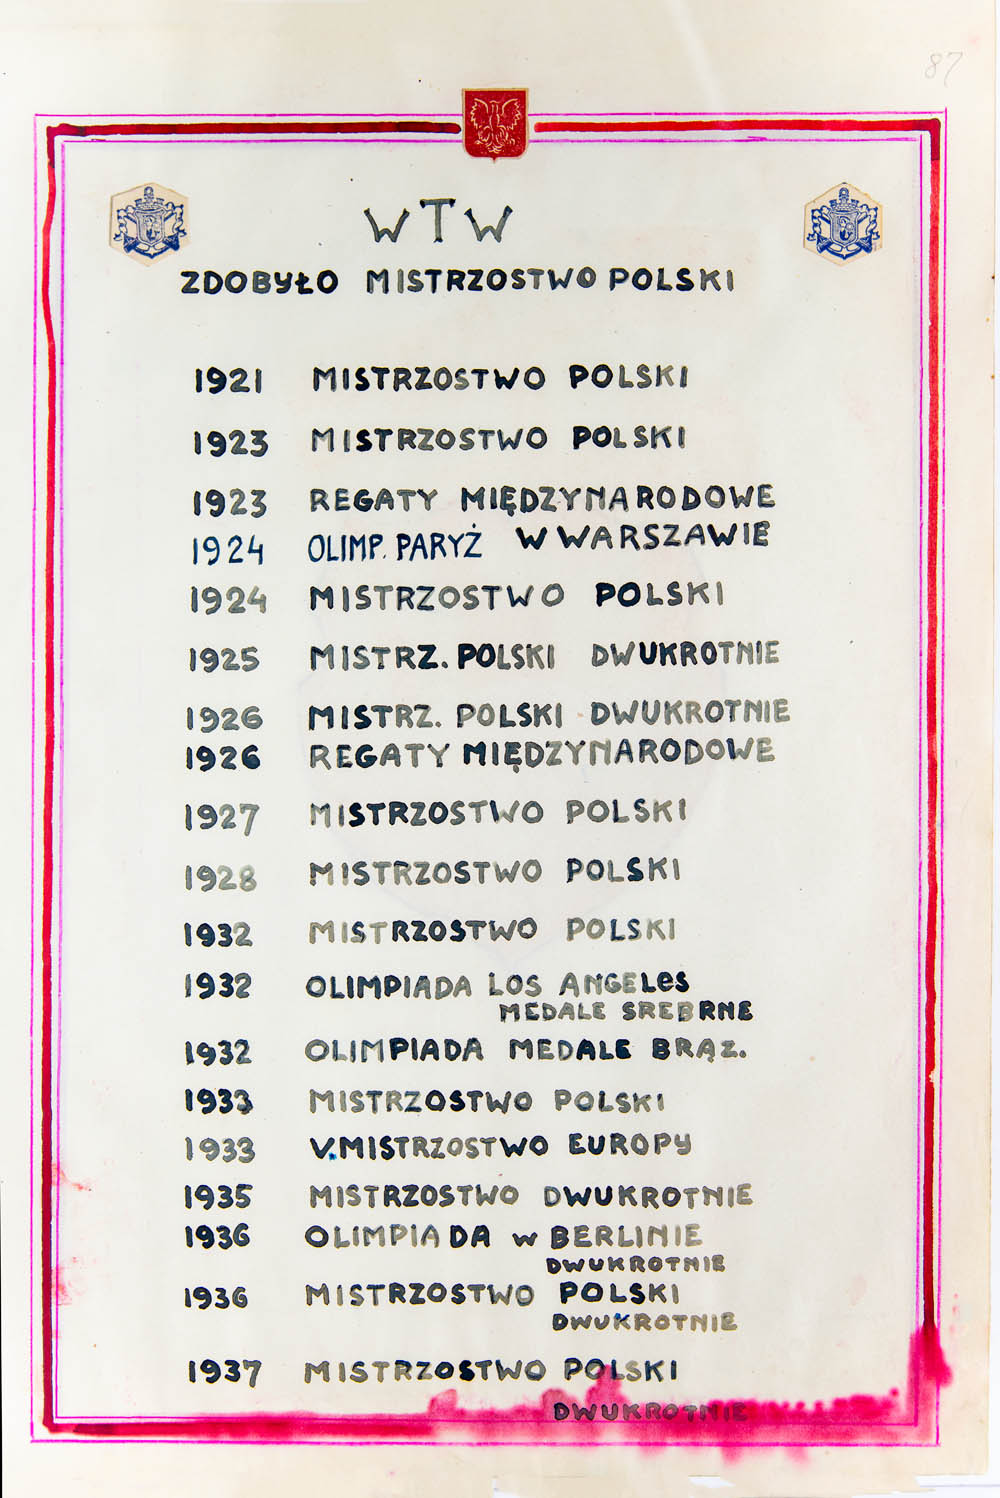 87
WTW
ZDOBYŁO MISTRZOSTWO POLSKI
1921 MISTRZOSTWO POLSKI
1923 MISTRZOSTWO POLSKI
1923 REGATY MIĘDZYNARODOWE
W WARSZAWIE
1924 OLIMP. PARYŻ
1924 MISTRZOSTWO POLSKI
1925 MISTRZ. POLSKI DWUKROTNIE
1926 MISTRZ. POLSKI DWUKROTNIE
1926 REGATY MIĘDZYNARODOWE
1927 MISTRZOSTWO POLSKI
1928 MISTRZOSTWO POLSKI
1932 MISTRZOSTWO POLSKI
1932 OLIMPIADA LOS ANGELES
MEDALE SREBRNE
1932 OLIMPIADA MEDALE BRĄZ.
1933 MISTRZOSTWO POLSKI
1933 V.MISTRZOSTWO EUROPY
1935 MISTRZOSTWO DWUKROTNIE
1936 OLIMPIADA w BERLINIE
DWUKROTNIE
1936 MISTRZOSTWO POLSKI
DWUKROTNIE
1937 MISTRZOSTWO POLSKI
DWUKROTNIE